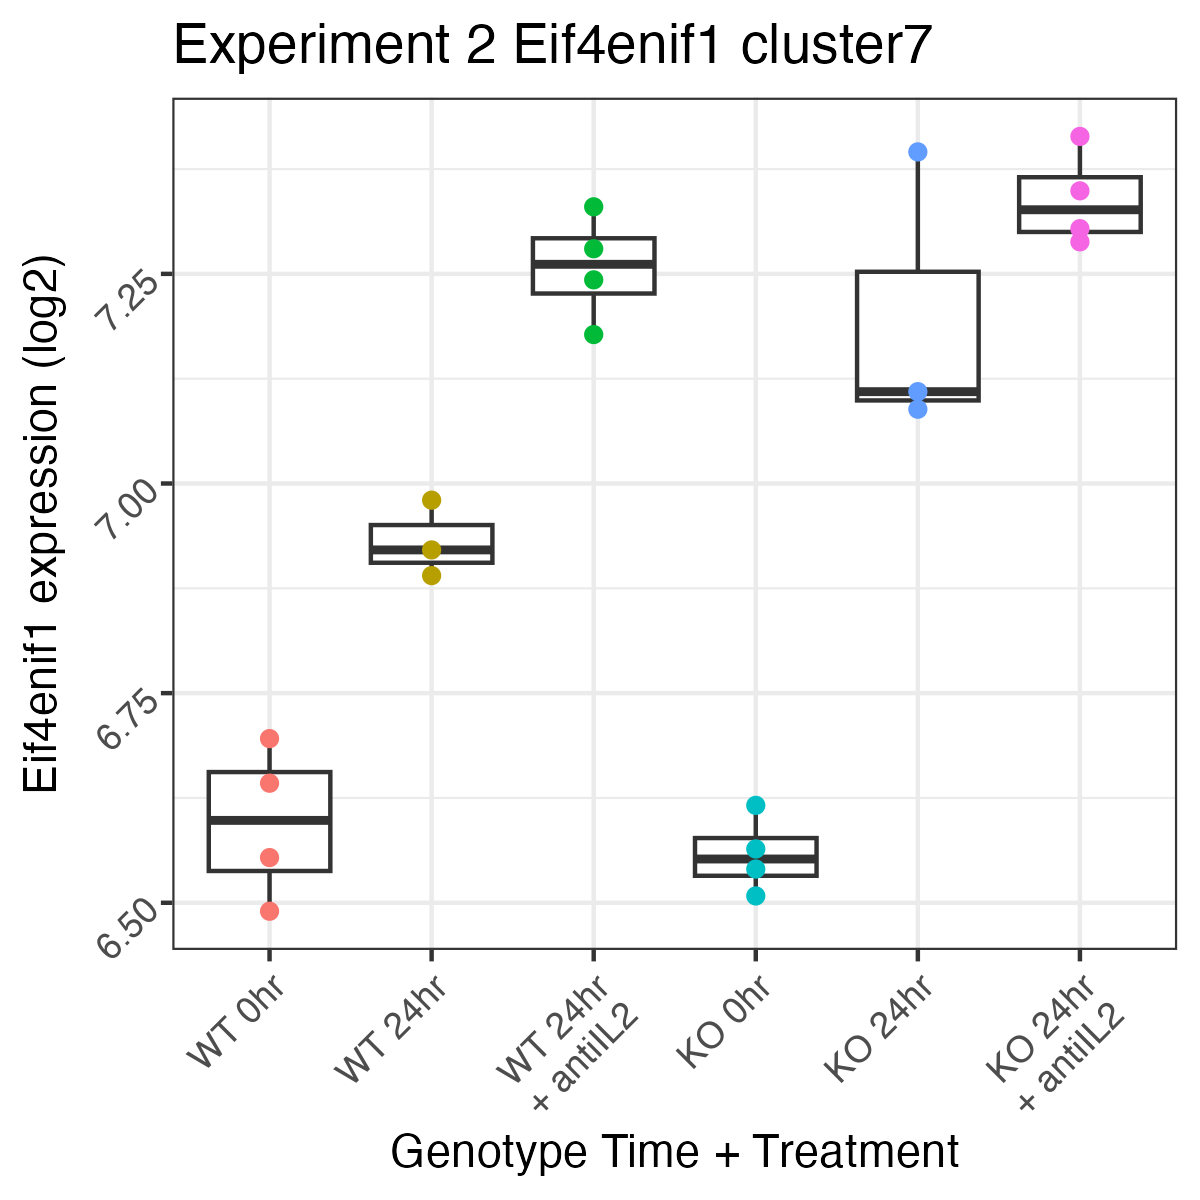 Experiment 2 Eif4enif1 cluster7
Eif4enif1 expression (log2)
7.25
7.00
6.75
6.50
WT 0hr
WT 24hr
WT 24hr
+ antiIL2
KO 0hr
KO 24hr
KO 24hr
+ antiIL2
Genotype Time + Treatment